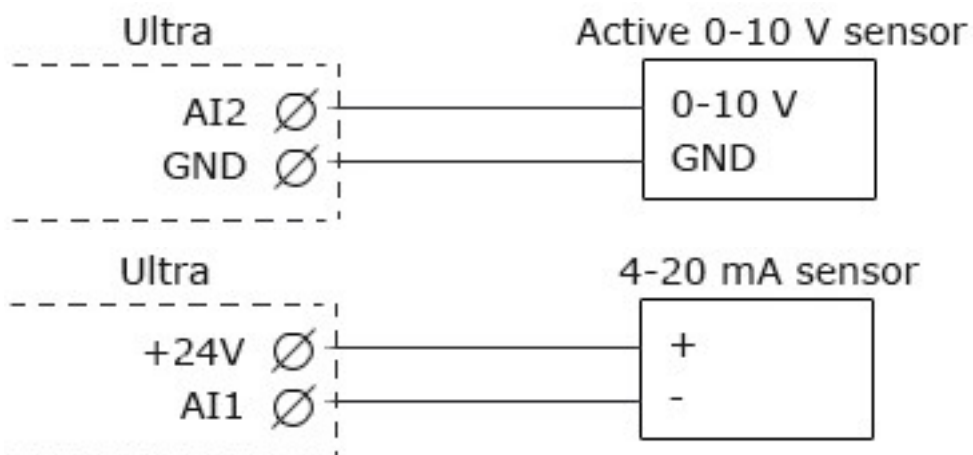 Ultra
Active 0-10 V sensor
AI2
0-10 V
GND
GND
Ultra
4-20 mA sensor
+24V
+
AI1
-